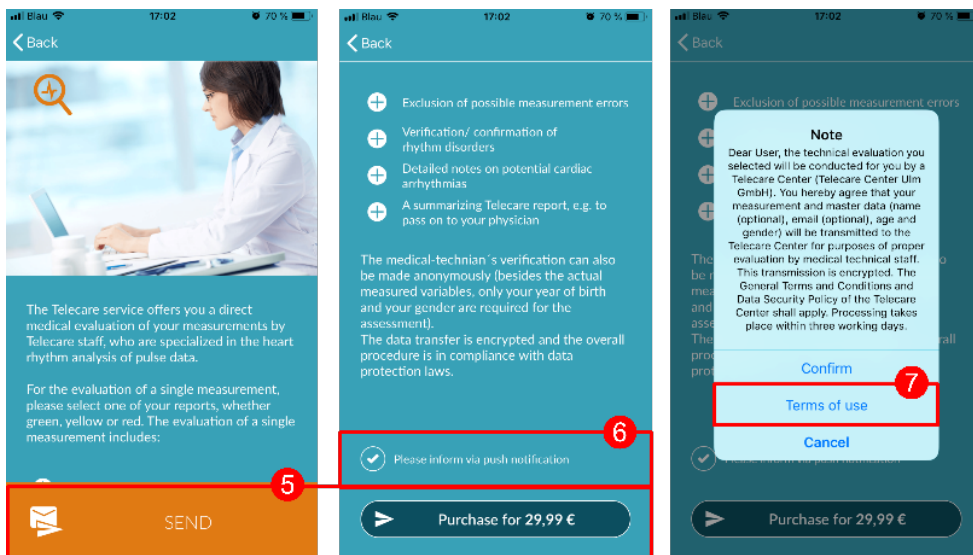 Blau 17:02 70 %
Back
The Telecare service offers you a direct
medical evaluation of your measurements by
Telecare staff, who are specialized in the heart
rhythm analysis of pulse data.
For the evaluation of a single measurement,
please select one of your reports, whether
green, yellow or red. The evaluation of a single
measurement includes:
5
SEND
Blau 17:02 70 %
Back
Exclusion of possible measurement errors
Verification/ confirmation of
rhythm disorders
Detailed notes on potential cardiac
arrhythmias
A summarizing Telecare report, e.g. to
pass on to your physician
The medical-technian´s verification can also
be made anonymously (besides the actual
measured variables, only your year of birth
and your gender are required for the
assessment).
The data transfer is encrypted and the overall
procedure is in compliance with data
protection laws.
6
Please inform via push notification
Purchase for 29,99 €
Blau 17:02 70 %
Back
Exclusion of possible measurement errors
Note
Dear User, the technical evaluation you
selected will be conducted for you by a
Telecare Center (Telecare Center Ulm
GmbH). You hereby agree that your
measurement and master data (name
(optional), email (optional), age and
gender) will be transmitted to the
Telecare Center for purposes of proper
evaluation by medical technical staff.
This transmission is encrypted. The
General Terms and Conditions and
Data Security Policy of the Telecare
Center shall apply. Processing takes
place within three working days.
Confirm
7
Terms of use
Cancel
Please inform via push notification
Purchase for 29,99 €